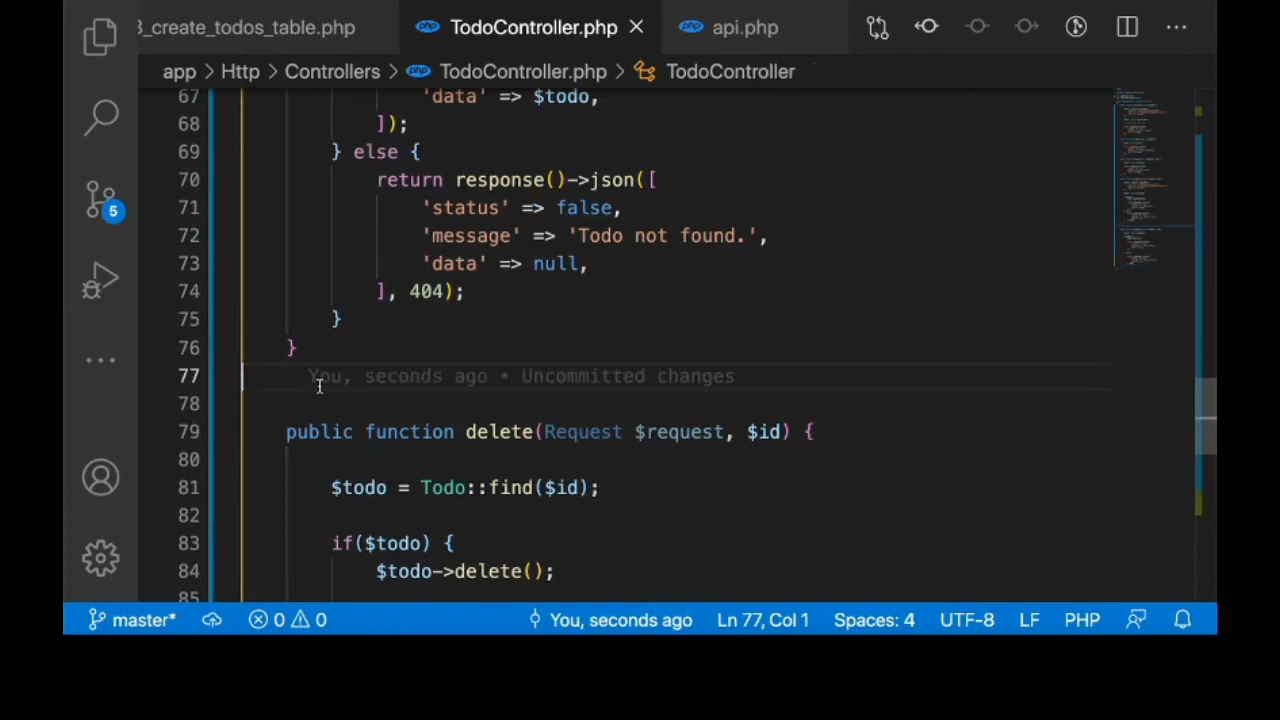 3_create_todos_table.php TodoController.php api.php
app > Http > Controllers > TodoController.php > TodoController
67 'data' => $todo,
68 ]);
69 } else {
70 return response()->json([
71 'status' => false,
72 'message' => 'Todo not found.',
73 'data' => null,
74 ], 404);
75 }
76 }
77 You, seconds ago • Uncommitted changes
78
79 public function delete(Request $request, $id) {
80
81 $todo = Todo::find($id);
82
83 if($todo) {
84 $todo->delete();
85
5
master* 0 0 You, seconds ago Ln 77, Col 1 Spaces: 4 UTF-8 LF PHP